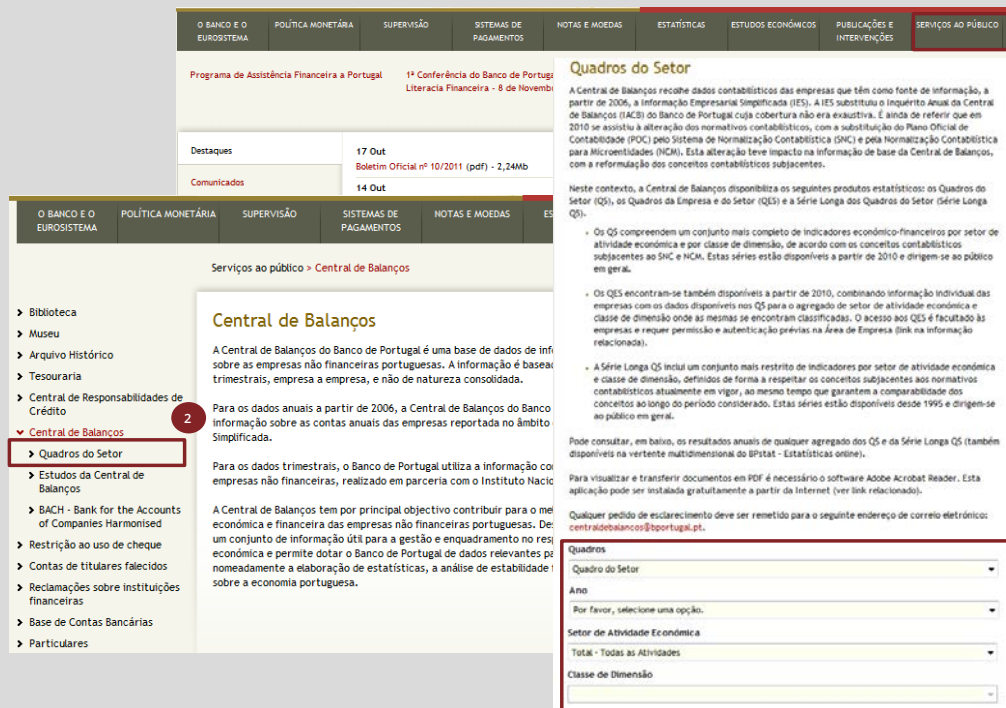 O BANCO E O EUROSISTEMA
POLÍTICA MONETÁRIA
SUPERVISÃO
SISTEMAS DE PAGAMENTOS
NOTAS E MOEDAS
ESTATÍSTICAS
ESTUDOS ECONÓMICOS
PUBLICAÇÕES E INTERVENÇÕES
SERVIÇOS AO PÚBLICO
Programa de Assistência Financeira a Portugal
1ª Conferência do Banco de Portuga
Literacia Financeira - 8 de Novemb
Destaques
Comunicados
17 Out
Boletim Oficial nº 10/2011 (pdf) - 2,24Mb
14 Out
O BANCO E O EUROSISTEMA
POLÍTICA MONETÁRIA
SUPERVISÃO
SISTEMAS DE PAGAMENTOS
NOTAS E MOEDAS
ES
Serviços ao público > Central de Balanços
Biblioteca
Museu
Arquivo Histórico
Tesouraria
Central de Responsabilidades de
Crédito
2
Central de Balanços
Quadros do Setor
Estudos da Central de
Balanços
BACH - Bank for the Accounts
of Companies Harmonised
Restrição ao uso de cheque
Contas de titulares falecidos
Reclamações sobre instituições
financeiras
Base de Contas Bancárias
Particulares
Central de Balanços
A Central de Balanços do Banco de Portugal é uma base de dados de info
sobre as empresas não financeiras portuguesas. A informação é basead
trimestrais, empresa a empresa, e não de natureza consolidada.
Para os dados anuais a partir de 2006, a Central de Balanços do Banco
informação sobre as contas anuais das empresas reportada no âmbito
Simplificada.
Para os dados trimestrais, o Banco de Portugal utiliza a informação co
empresas não financeiras, realizado em parceria com o Instituto Nacio
A Central de Balanços tem por principal objectivo contribuir para o mel
económica e financeira das empresas não financeiras portuguesas. Des
um conjunto de informação útil para a gestão e enquadramento no resp
económica e permite dotar o Banco de Portugal de dados relevantes pa
nomeadamente a elaboração de estatísticas, a análise de estabilidade
sobre a economia portuguesa.
Quadros do Setor
A Central de Balanços recolhe dados contabilísticos das empresas que têm como fonte de informação, a
partir de 2006, a Informação Empresarial Simplificada (IES). A IES substituiu o Inquérito Anual da Central
de Balanços (IACB) do Banco de Portugal cuja cobertura não era exaustiva. É ainda de referir que em
2010 se assistiu à alteração dos normativos contabilísticos, com a substituição do Plano Oficial de
Contabilidade (POC) pelo Sistema de Normalização Contabilística (SNC) e pela Normalização Contabilística
para Microentidades (NCM). Esta alteração teve impacto na informação de base da Central de Balanços,
com a reformulação dos conceitos contabilísticos subjacentes.
Neste contexto, a Central de Balanços disponibiliza os seguintes produtos estatísticos: os Quadros do
Setor (QS), os Quadros da Empresa e do Setor (QES) e a Série Longa dos Quadros do Setor (Série Longa
QS).
Os QS compreendem um conjunto mais completo de indicadores económico-financeiros por setor de
atividade económica e por classe de dimensão, de acordo com os conceitos contabilísticos
subjacentes ao SNC e NCM. Estas séries estão disponíveis a partir de 2010 e dirigem-se ao público
em geral.
Os QES encontram-se também disponíveis a partir de 2010, combinando informação individual das
empresas com os dados disponíveis nos QS para o agregado de setor de atividade económica e
classe de dimensão onde as mesmas se encontram classificadas. O acesso aos QES é facultado às
empresas e requer permissão e autenticação prévias na Área de Empresa (link na informação
relacionada).
A Série Longa QS inclui um conjunto mais restrito de indicadores por setor de atividade económica
e classe de dimensão, definidos de forma a respeitar os conceitos subjacentes aos normativos
contabilísticos atualmente em vigor, ao mesmo tempo que garantem a comparabilidade dos
conceitos ao longo do período considerado. Estas séries estão disponíveis desde 1995 e dirigem-se
ao público em geral.
Pode consultar, em baixo, os resultados anuais de qualquer agregado dos QS e da Série Longa QS (também
disponíveis na vertente multidimensional do BPstat - Estatísticas online).
Para visualizar e transferir documentos em PDF é necessário o software Adobe Acrobat Reader. Esta
aplicação pode ser instalada gratuitamente a partir da Internet (ver link relacionado).
Qualquer pedido de esclarecimento deve ser remetido para o seguinte endereço de correio eletrónico:
centraldebalancos@bportugal.pt.
Quadros
Quadro do Setor
Ano
Por favor, selecione uma opção.
Setor de Atividade Económica
Total - Todas as Atividades
Classe de Dimensão